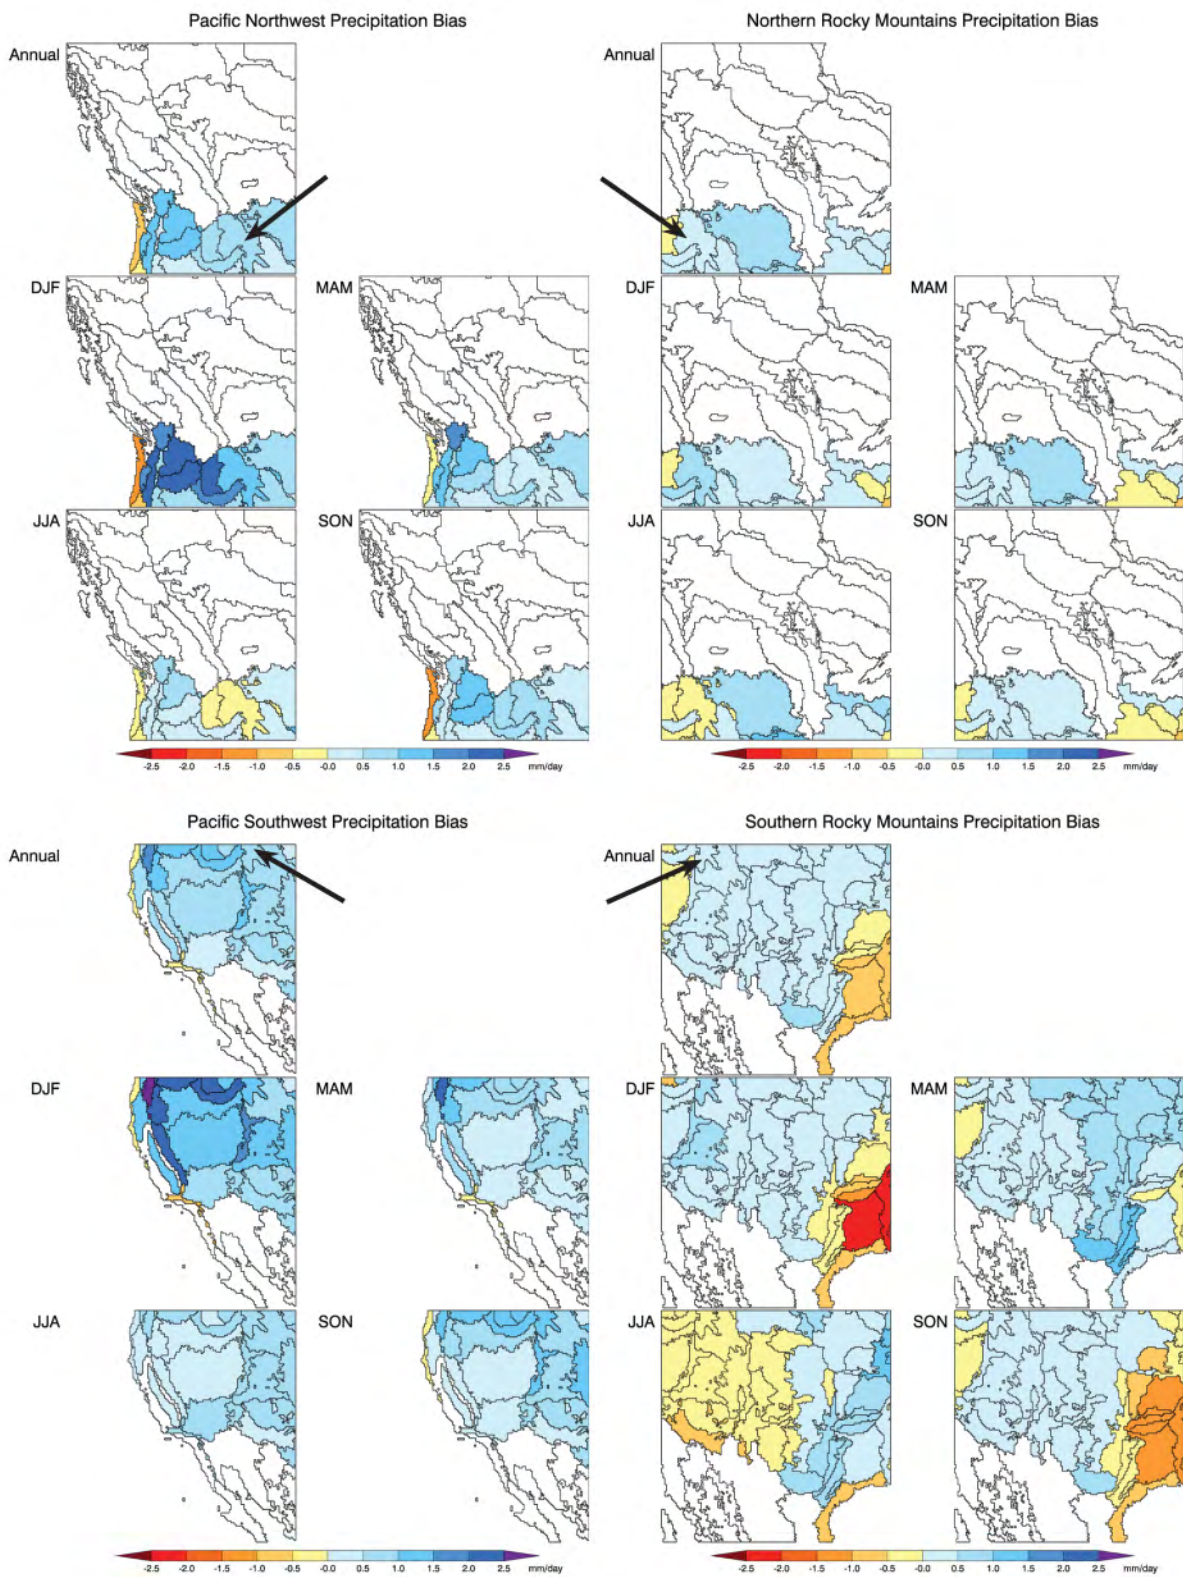 Pacific Northwest Precipitation Bias
Northern Rocky Mountains Precipitation Bias
Annual
Annual
DJF
MAM
DJF
MAM
JJA
SON
JJA
SON
-2.5 -2.0 -1.5 -1.0 -0.5 -0.0 0.5 1.0 1.5 2.0 2.5 mm/day
-2.5 -2.0 -1.5 -1.0 -0.5 -0.0 0.5 1.0 1.5 2.0 2.5 mm/day
Pacific Southwest Precipitation Bias
Southern Rocky Mountains Precipitation Bias
Annual
Annual
DJF
MAM
DJF
MAM
JJA
SON
JJA
SON
-2.5 -2.0 -1.5 -1.0 -0.5 -0.0 0.5 1.0 1.5 2.0 2.5 mm/day
-2.5 -2.0 -1.5 -1.0 -0.5 -0.0 0.5 1.0 1.5 2.0 2.5 mm/day